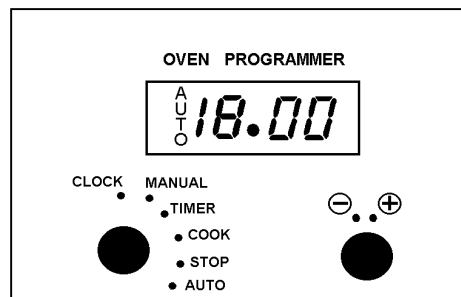 OVEN PROGRAMMER
AUTO
18.00
CLOCK
MANUAL
TIMER
COOK
STOP
AUTO
− +